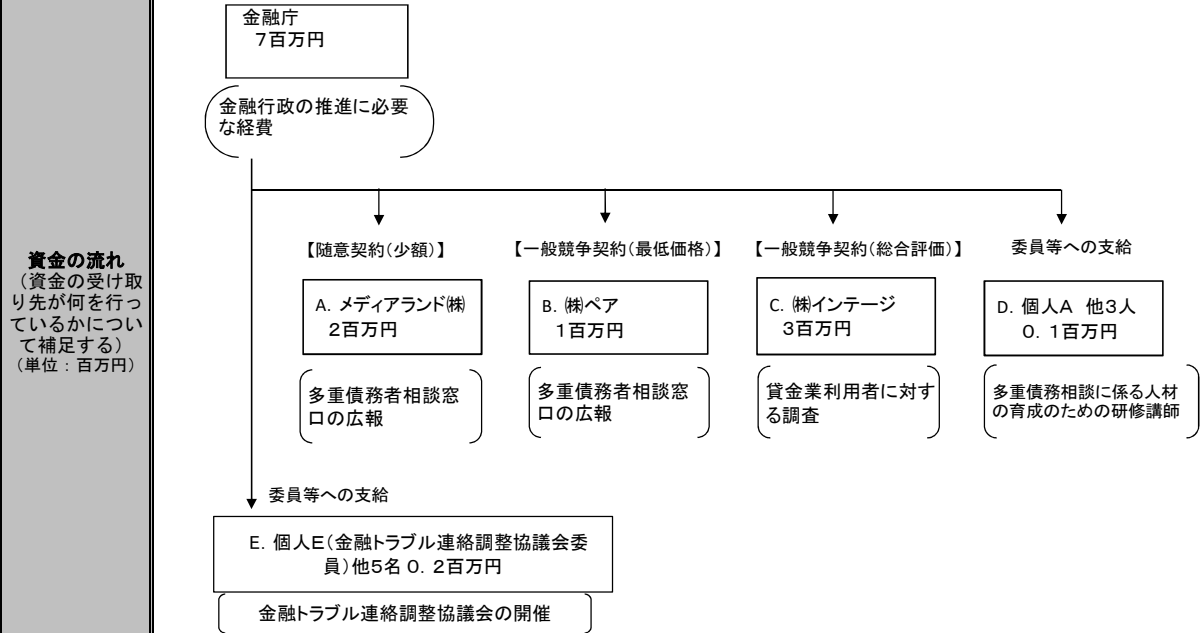 金融庁
7百万円
金融行政の推進に必要
な経費
資金の流れ
（資金の受け取
り先が何を行っ
ているかについ
て補足する）
（単位：百万円）
【随意契約(少額)】
【一般競争契約(最低価格)】
【一般競争契約(総合評価)】
委員等への支給
A. メディアランド㈱
2百万円
B. ㈱ペア
1百万円
C. ㈱インテージ
3百万円
D. 個人A 他3人
0. 1百万円
多重債務者相談窓
口の広報
多重債務者相談窓
口の広報
貸金業利用者に対す
る調査
多重債務相談に係る人材
の育成のための研修講師
委員等への支給
E. 個人E(金融トラブル連絡調整協議会委
員)他5名 0. 2百万円
金融トラブル連絡調整協議会の開催